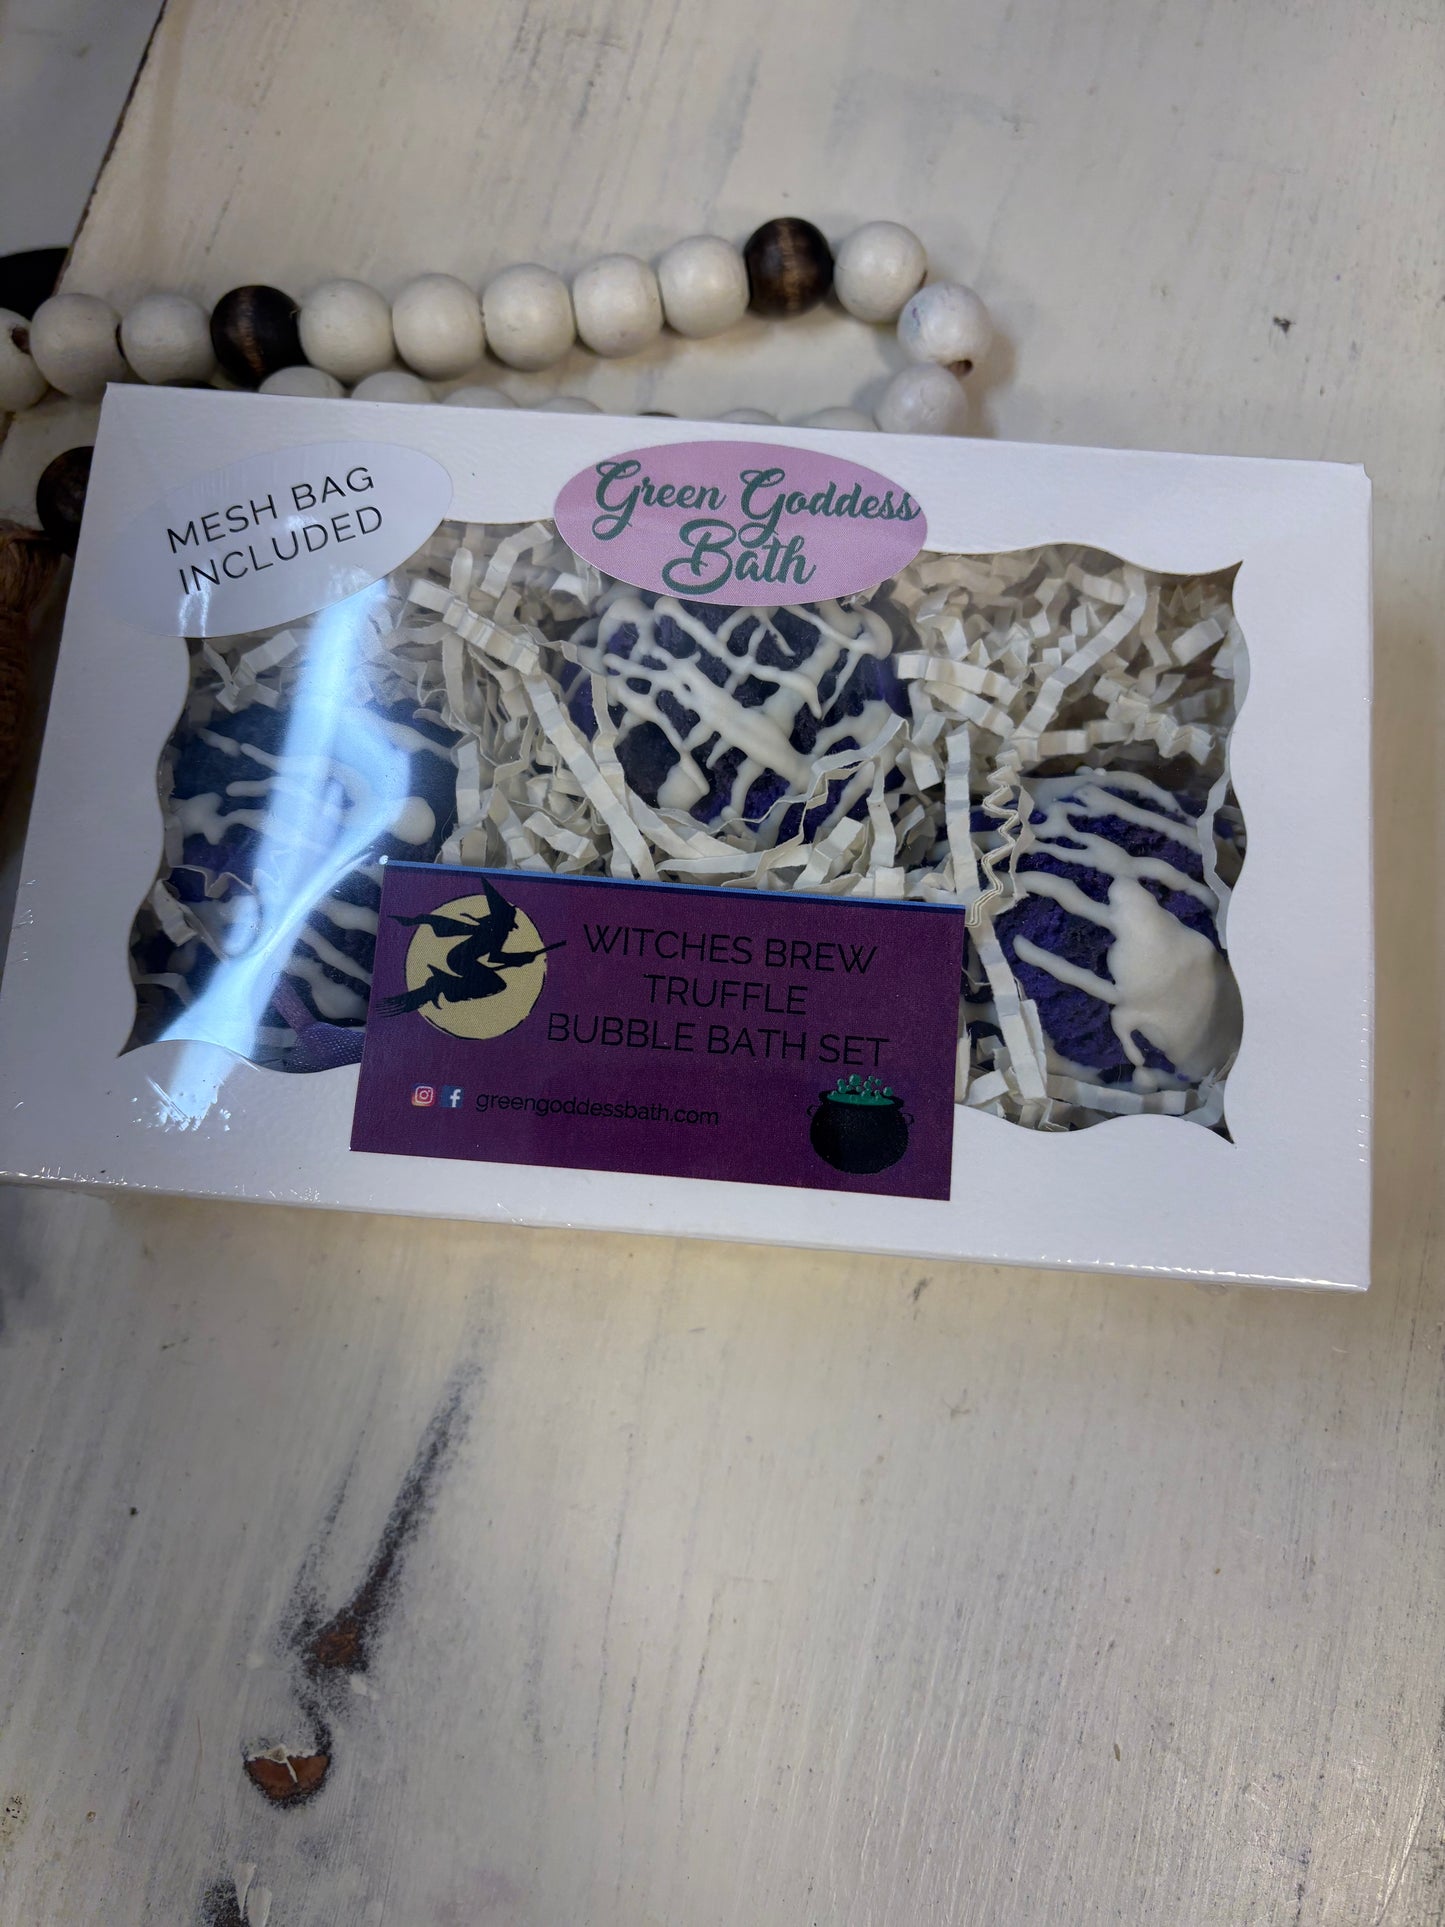 MESH BAG
INCLUDED
Green Goddess
Bath
WITCHES BREW
TRUFFLE
BUBBLE BATH SET
greengoddessbath.com